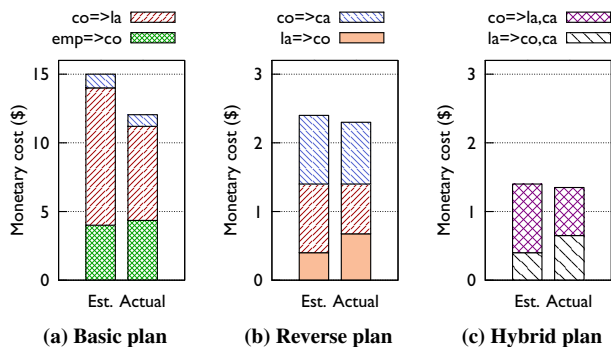 co=>la
emp=>co
15
10
5
0
Monetary cost ($)
Est. Actual
(a) Basic plan
co=>ca
la=>co
3
2
1
0
Monetary cost ($)
Est. Actual
(b) Reverse plan
co=>la,ca
la=>co,ca
3
2
1
0
Monetary cost ($)
Est. Actual
(c) Hybrid plan